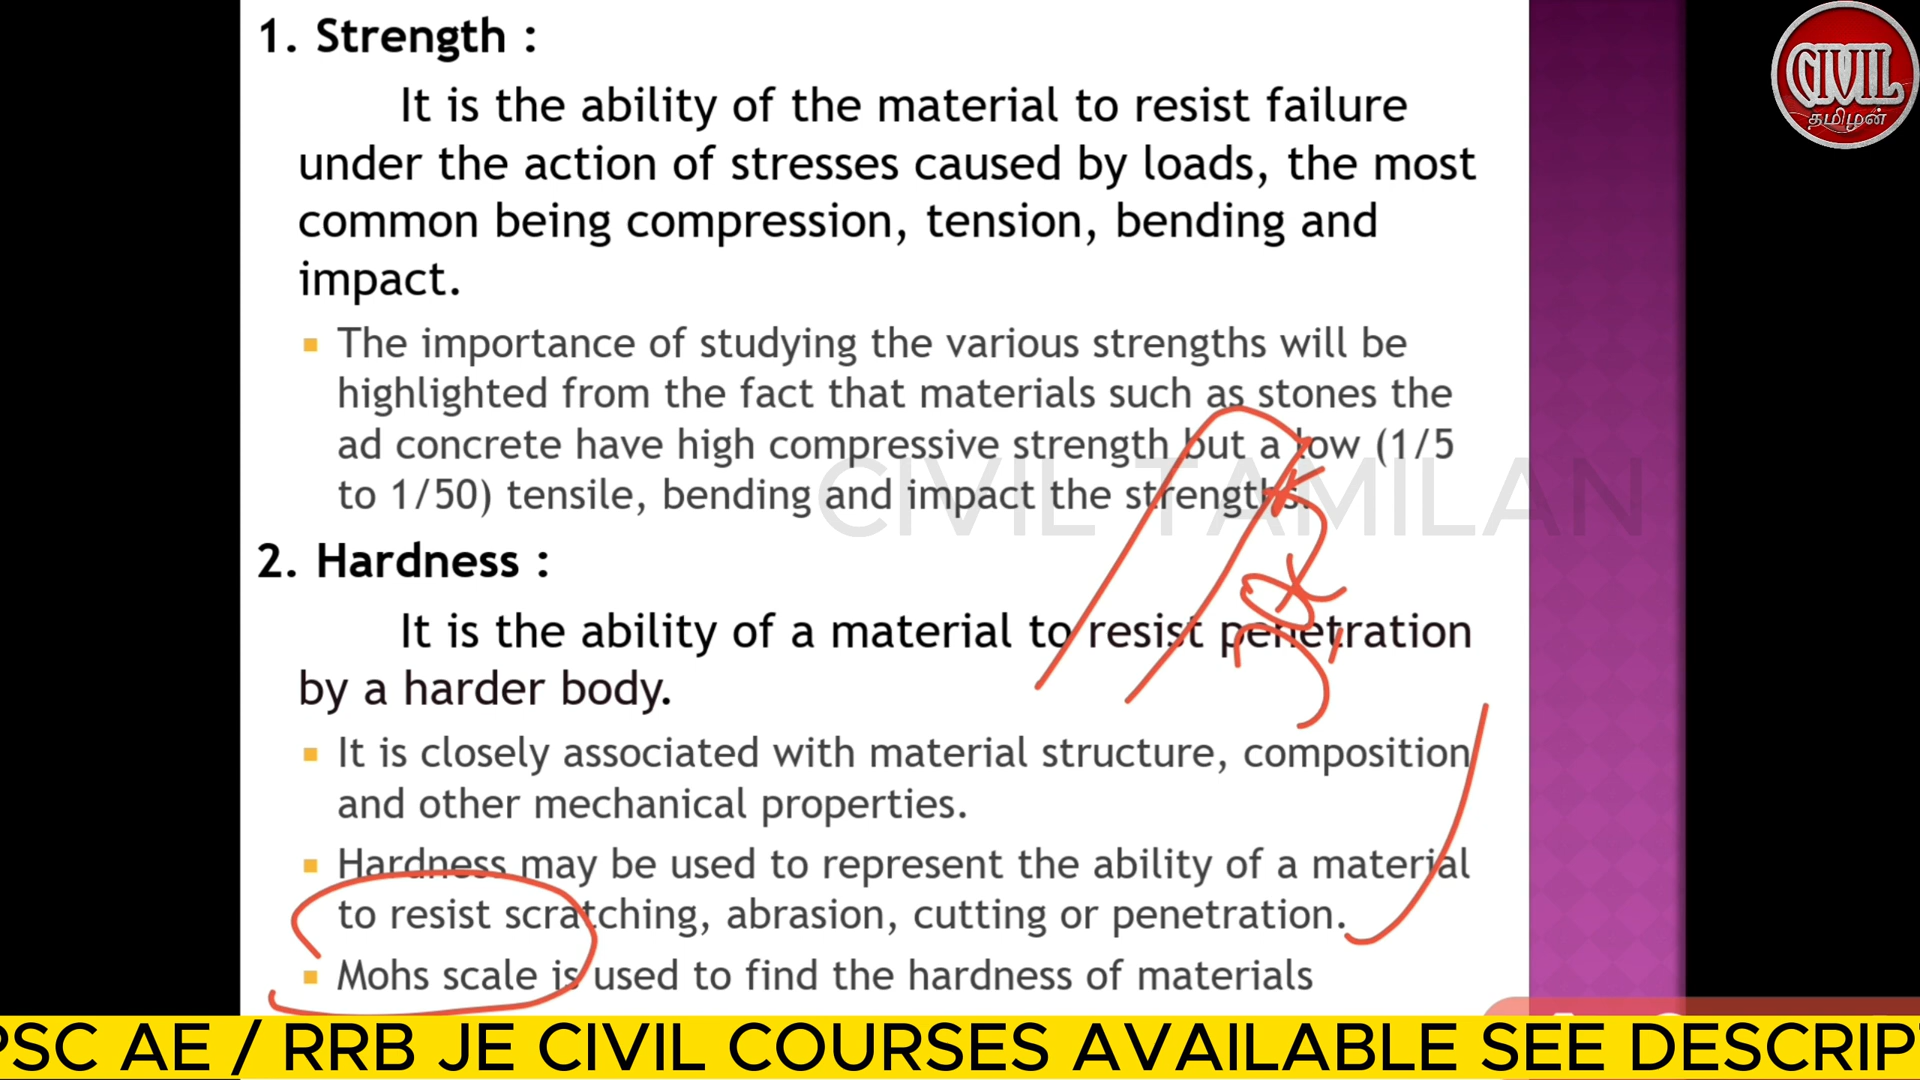 1. Strength :
It is the ability of the material to resist failure
under the action of stresses caused by loads, the most
common being compression, tension, bending and
impact.
The importance of studying the various strengths will be
highlighted from the fact that materials such as stones the
ad concrete have high compressive strength but a low (1/5
to 1/50) tensile, bending and impact the strengths.
CIVIL TAMILAN
2. Hardness :
It is the ability of a material to resist penetration
by a harder body.
It is closely associated with material structure, composition
and other mechanical properties.
Hardness may be used to represent the ability of a material
to resist scratching, abrasion, cutting or penetration.
Mohs scale is used to find the hardness of materials
CIVIL
தமிழன்
PSC AE / RRB JE CIVIL COURSES AVAILABLE SEE DESCRIP